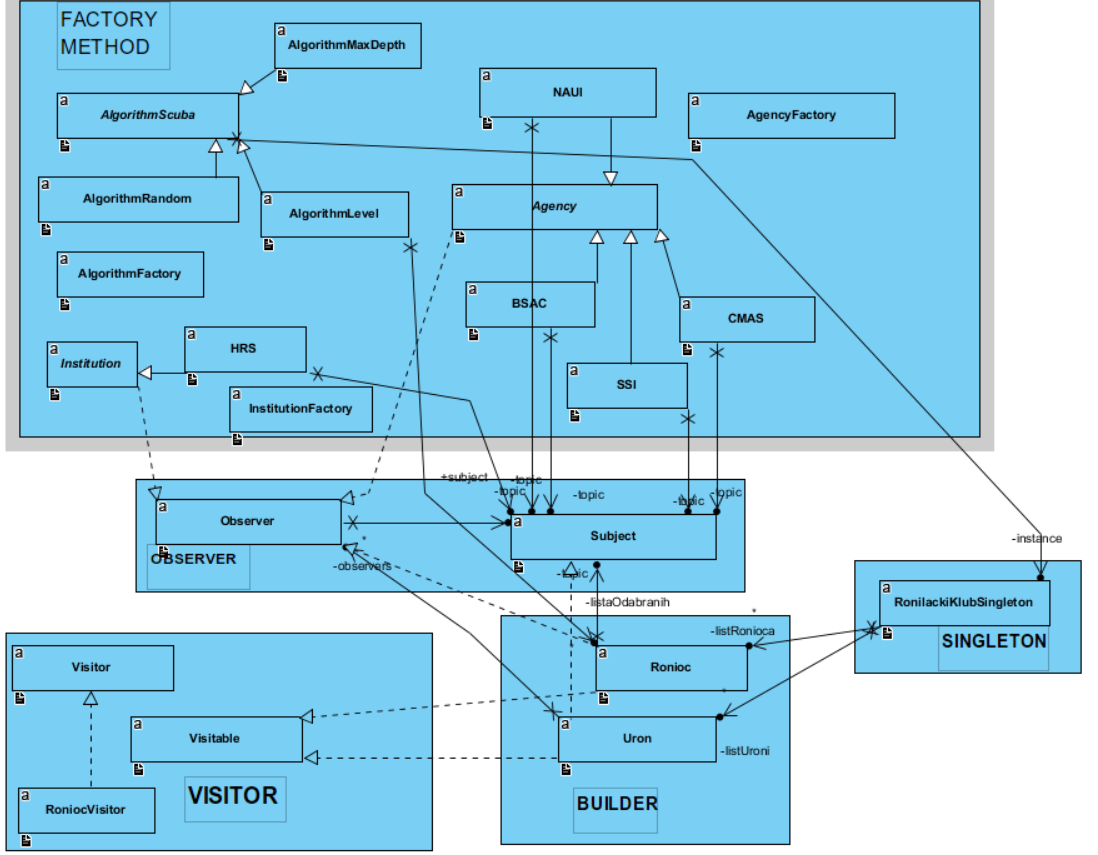 FACTORY
METHOD
a
AlgorithmMaxDepth
a
AlgorithmScuba
a
NAUI
a
AgencyFactory
a
AlgorithmRandom
a
AlgorithmLevel
a
Agency
a
AlgorithmFactory
a
BSAC
a
CMAS
a
Institution
a
HRS
a
SSI
a
InstitutionFactory
+subject
-topic
-topic
-topic
-topic
-topic
a
Observer
a
Subject
OBSERVER
*
-observers
-topic
-instance
a
RonilackiKlubSingleton
SINGLETON
-listaOdabranih
*
-listRonioca
a
Visitor
a
Ronioc
*
a
Visitable
a
Uron
-listUroni
VISITOR
a
RoniocVisitor
BUILDER